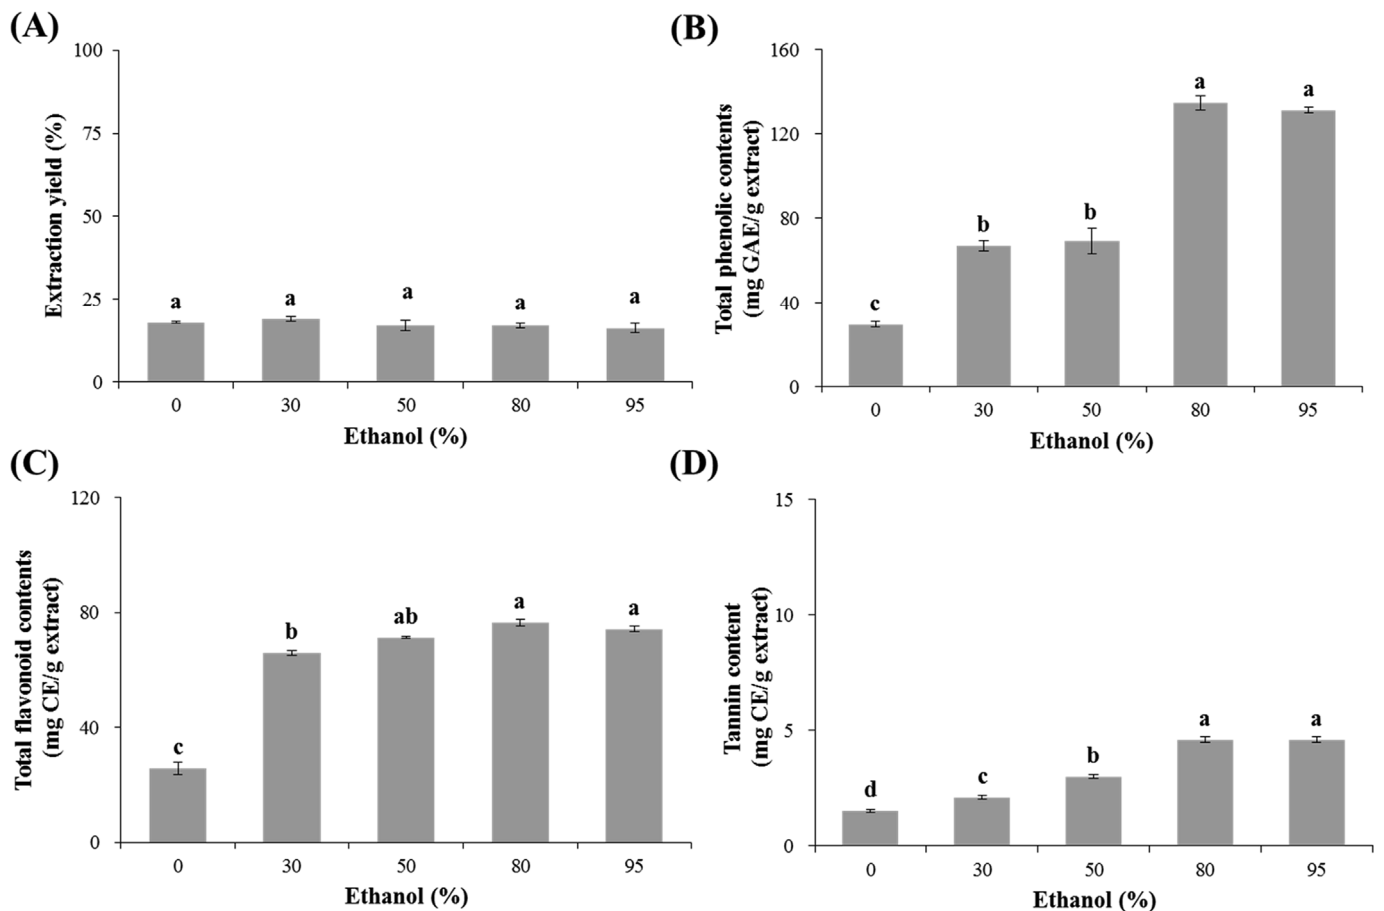 (A)
Extraction yield (%)
100
75
50
25
0
a
a
a
a
a
0
30
50
80
95
Ethanol (%)
(B)
Total phenolic contents
(mg GAE/g extract)
160
120
80
40
0
c
b
b
a
a
0
30
50
80
95
Ethanol (%)
(C)
Total flavonoid contents
(mg CE/g extract)
120
80
40
0
c
b
ab
a
a
0
30
50
80
95
Ethanol (%)
(D)
Tannin content
(mg CE/g extract)
15
10
5
0
d
c
b
a
a
0
30
50
80
95
Ethanol (%)